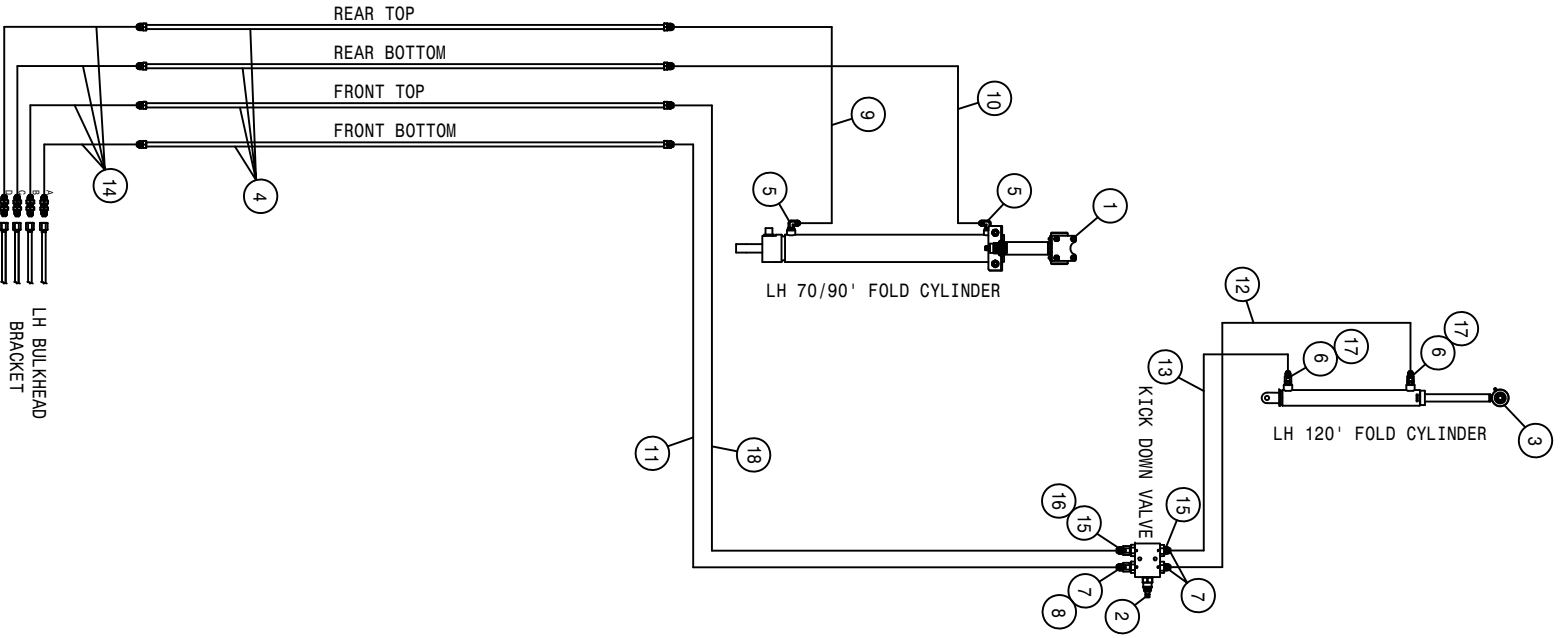 REAR TOP
REAR BOTTOM
FRONT TOP
FRONT BOTTOM
9
10
14
4
5
5
1
D
C
B
A
LH 70/90' FOLD CYLINDER
LH BULKHEAD
BRACKET
12
17
6
17
6
13
3
LH 120' FOLD CYLINDER
KICK DOWN VALVE
11
18
16
15
15
7
8
2
7